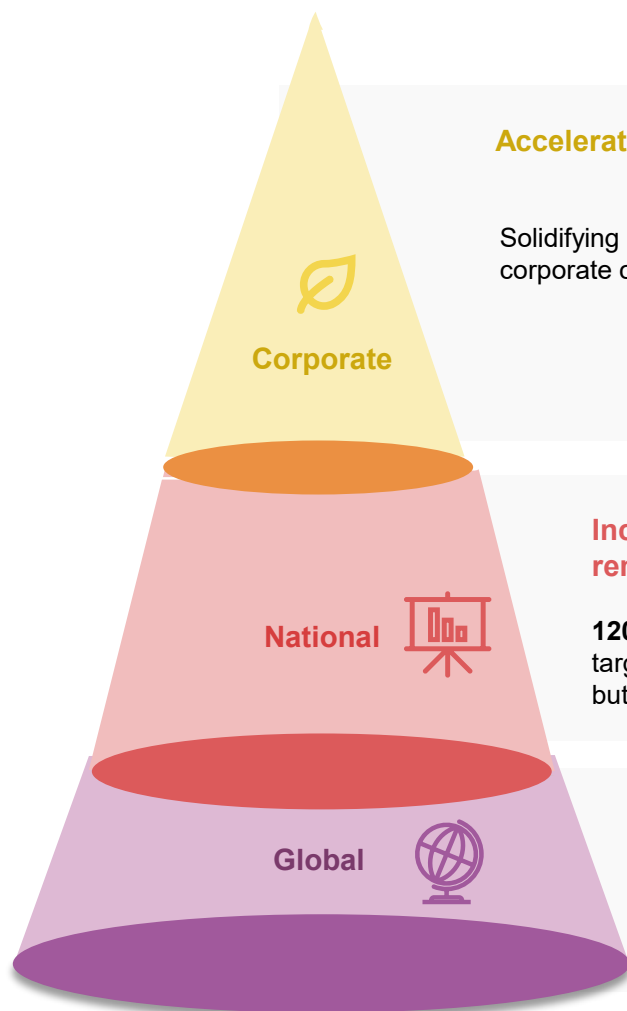 Accelerat
Solidifying
corporate
Corporate
Inc
ren
120
National
targ
but
Global